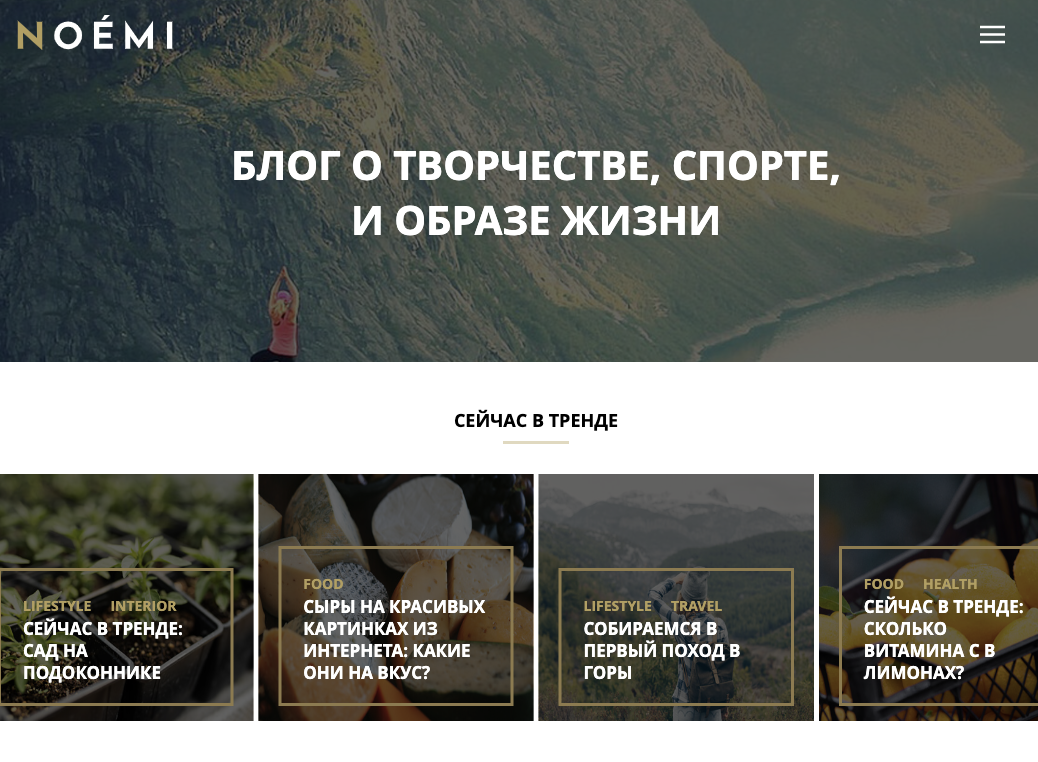 NOÉMI
БЛОГ О ТВОРЧЕСТВЕ, СПОРТЕ,
И ОБРАЗЕ ЖИЗНИ
СЕЙЧАС В ТРЕНДЕ
LIFESTYLE INTERIOR
СЕЙЧАС В ТРЕНДЕ:
САД НА
ПОДОКОННИКЕ
FOOD
СЫРЫ НА КРАСИВЫХ
КАРТИНКАХ ИЗ
ИНТЕРНЕТА: КАКИЕ
ОНИ НА ВКУС?
LIFESTYLE TRAVEL
СОБИРАЕМСЯ В
ПЕРВЫЙ ПОХОД В
ГОРЫ
FOOD HEALTH
СЕЙЧАС В ТРЕНДЕ:
СКОЛЬКО
ВИТАМИНА С В
ЛИМОНАХ?